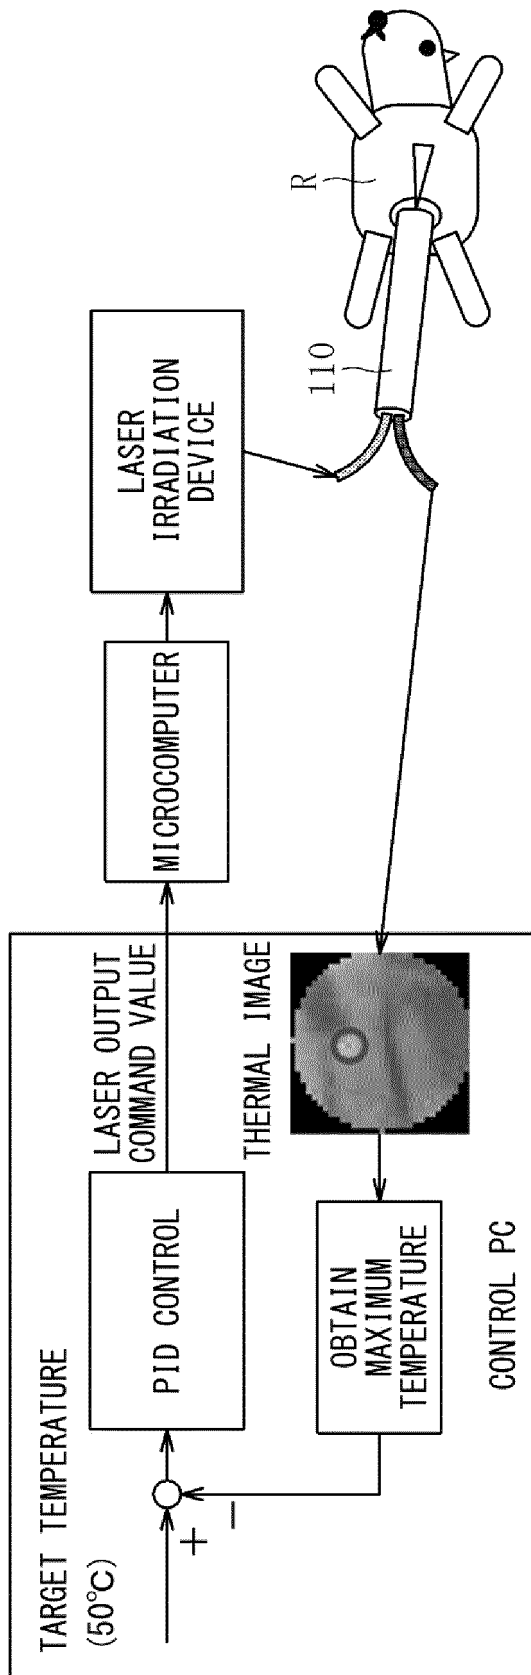 TARGET TEMPERATURE
(50℃)
+
−
PID CONTROL
LASER OUTPUT
COMMAND VALUE
MICROCOMPUTER
LASER
IRRADIATION
DEVICE
THERMAL IMAGE
OBTAIN
MAXIMUM
TEMPERATURE
CONTROL PC
110
R